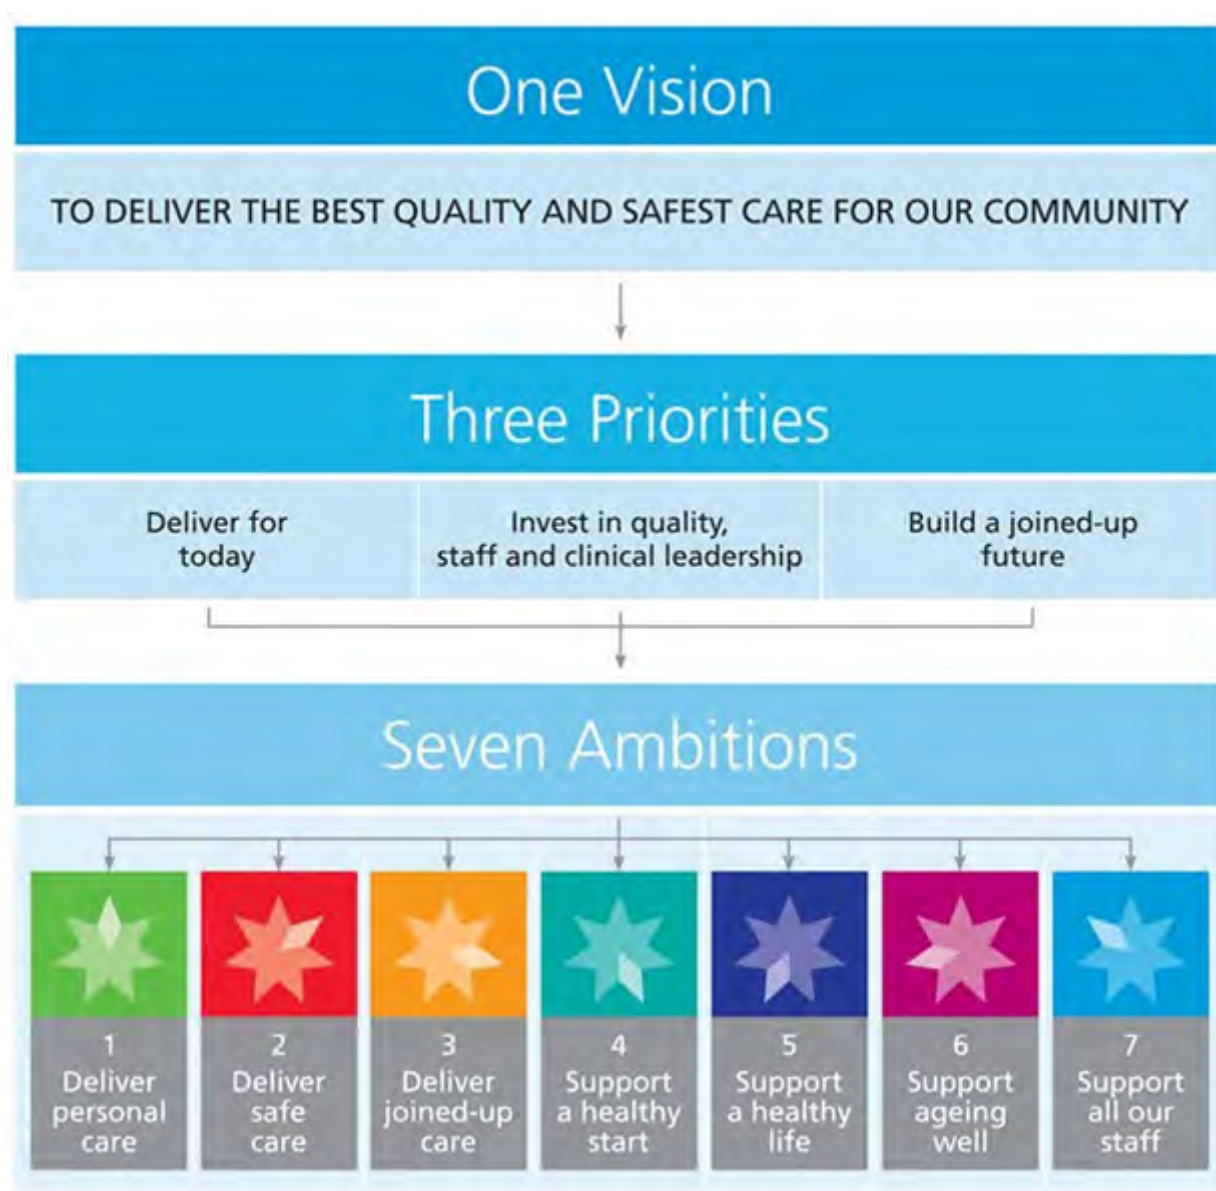 One Vision
TO DELIVER THE BEST QUALITY AND SAFEST CARE FOR OUR COMMUNITY
Three Priorities
Deliver for
today
Invest in quality,
staff and clinical leadership
Build a joined-up
future
Seven Ambitions
1
Deliver
personal
care
2
Deliver
safe
care
3
Deliver
joined-up
care
4
Support
a healthy
start
5
Support
a healthy
life
6
Support
ageing
well
7
Support
all our
staff